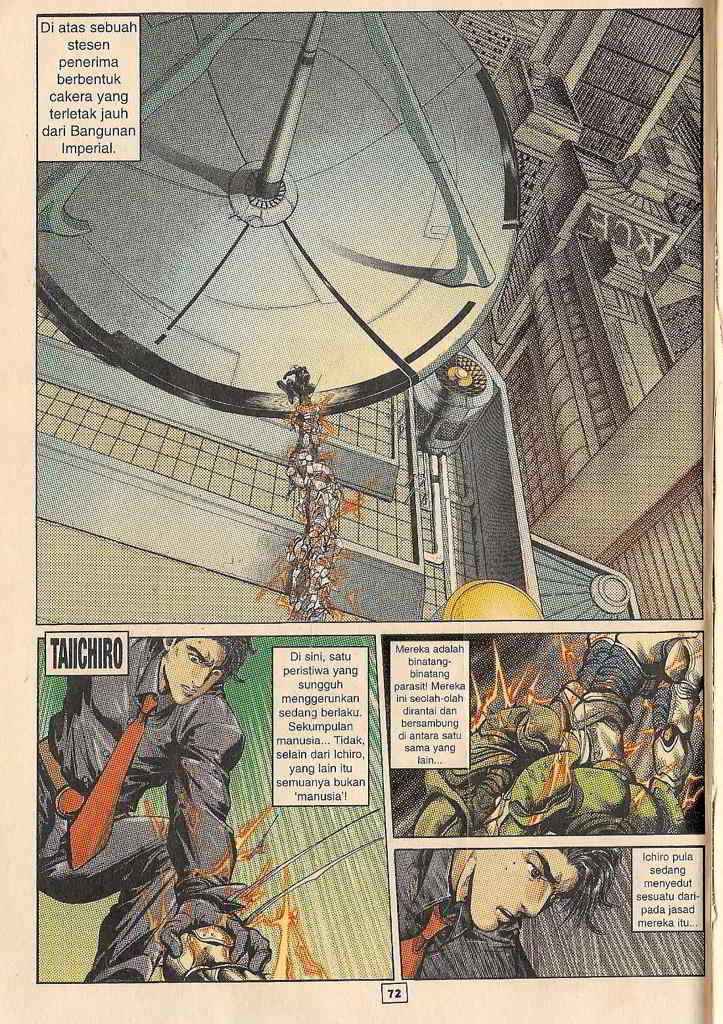 Di atas sebuah
stesen
penerima
berbentuk
cakera yang
terletak jauh
dari Bangunan
Imperial.
KCF
TAIICHIRO
Di sini, satu
peristiwa yang
sungguh
menggerunkan
sedang berlaku.
Sekumpulan
manusia... Tidak,
selain dari Ichiro,
yang lain itu
semuanya bukan
'manusia'!
Mereka adalah
binatang-
binatang
parasit! Mereka
ini seolah-olah
dirantai dan
bersambung
di antara satu
sama yang
lain...
Ichiro pula
sedang
menyedut
sesuatu dari-
pada jasad
mereka itu...
72